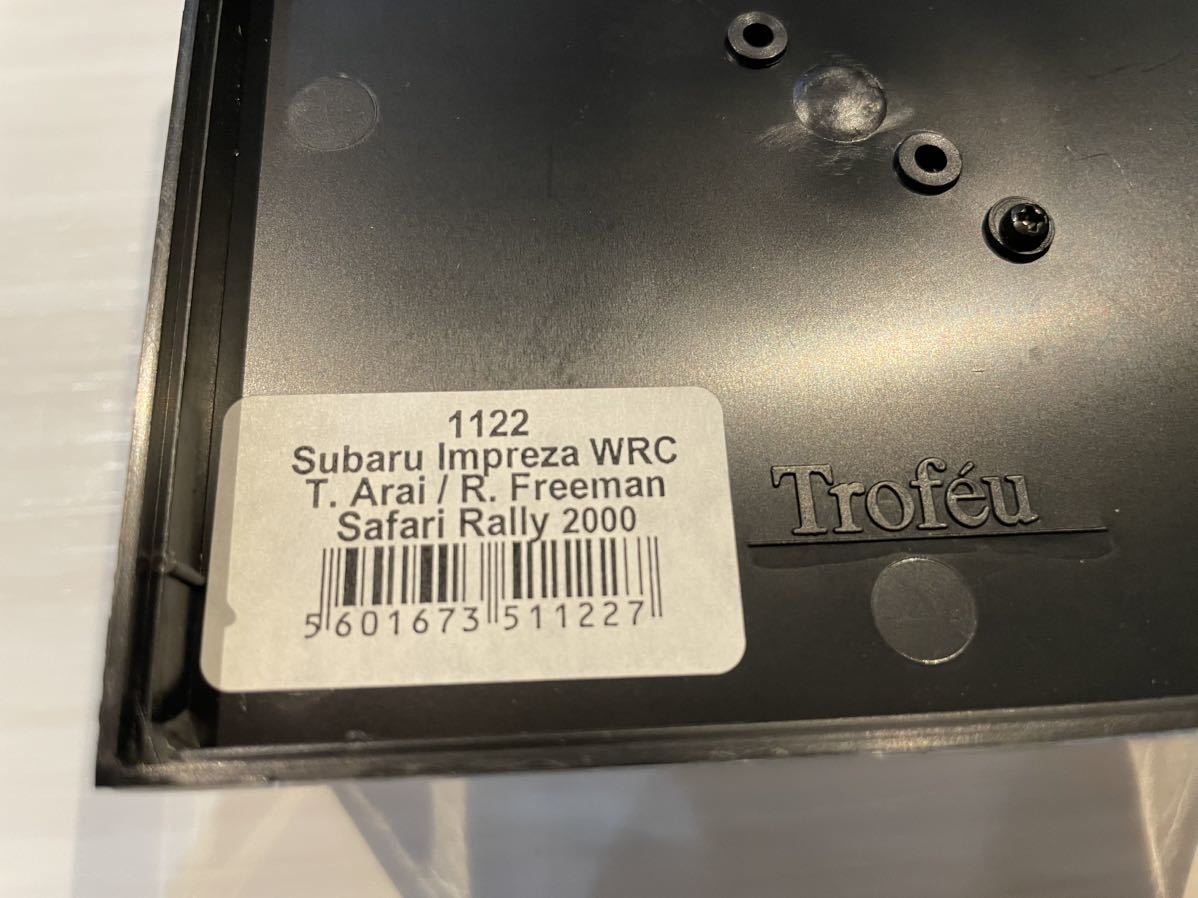 1122
Subaru Impreza WRC
T. Arai / R. Freeman
Safari Rally 2000
5 601673 511227
Troféu